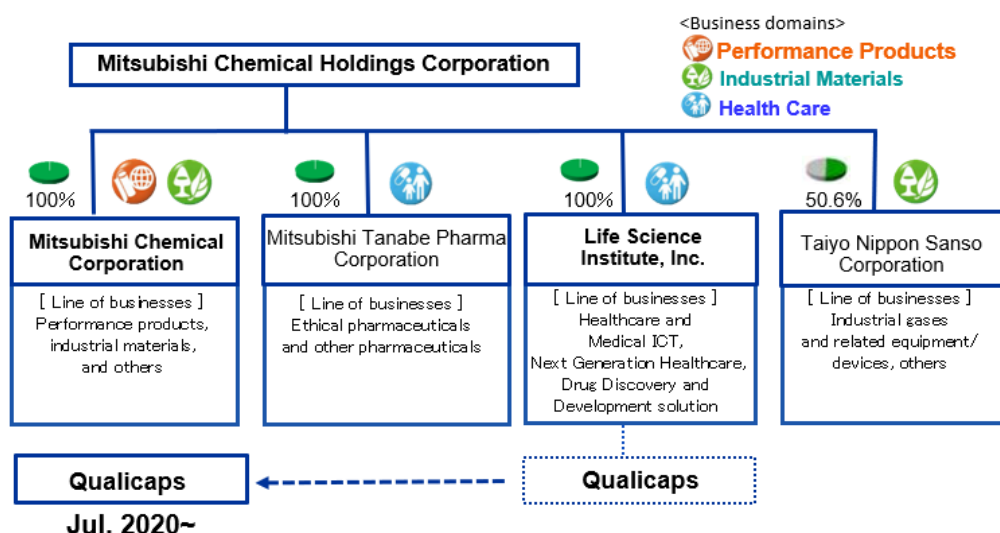 <Business domains>
Performance Products
Industrial Materials
Health Care
Mitsubishi Chemical Holdings Corporation
100%
100%
100%
50.6%
Mitsubishi Chemical
Corporation
[ Line of businesses ]
Performance products,
industrial materials,
and others
Mitsubishi Tanabe Pharma
Corporation
[ Line of businesses ]
Ethical pharmaceuticals
and other pharmaceuticals
Life Science
Institute, Inc.
[ Line of businesses ]
Healthcare and
Medical ICT,
Next Generation Healthcare,
Drug Discovery and
Development solution
Taiyo Nippon Sanso
Corporation
[ Line of businesses ]
Industrial gases
and related equipment/
devices, others
Qualicaps
Qualicaps
Jul. 2020~